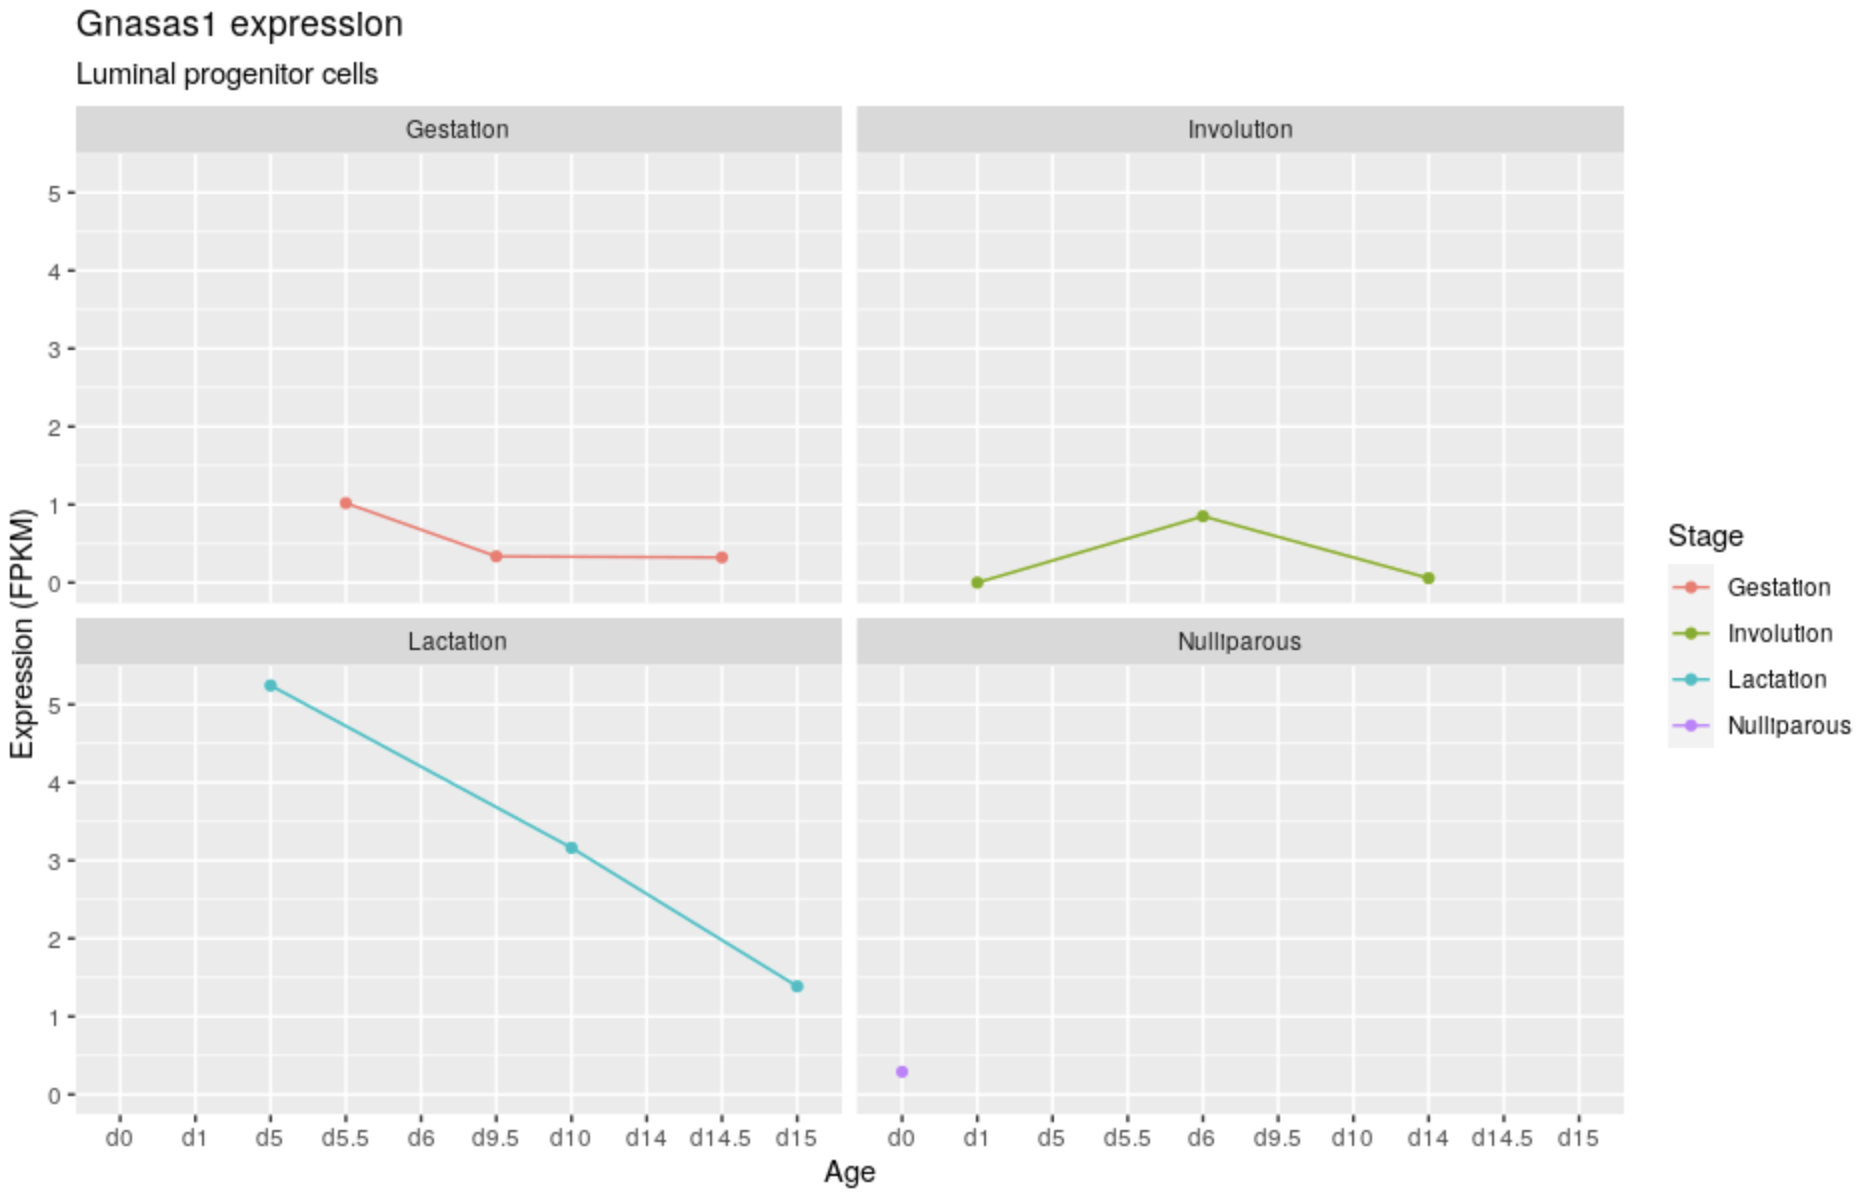 Gnasas1 expression
Luminal progenitor cells
Gestation
Involution
5
4
3
2
1
0
Lactation
Nulliparous
5
4
3
2
1
0
Expression (FPKM)
d0 d1 d5 d5.5 d6 d9.5 d10 d14 d14.5 d15
d0 d1 d5 d5.5 d6 d9.5 d10 d14 d14.5 d15
Age
Stage
Gestation
Involution
Lactation
Nulliparous